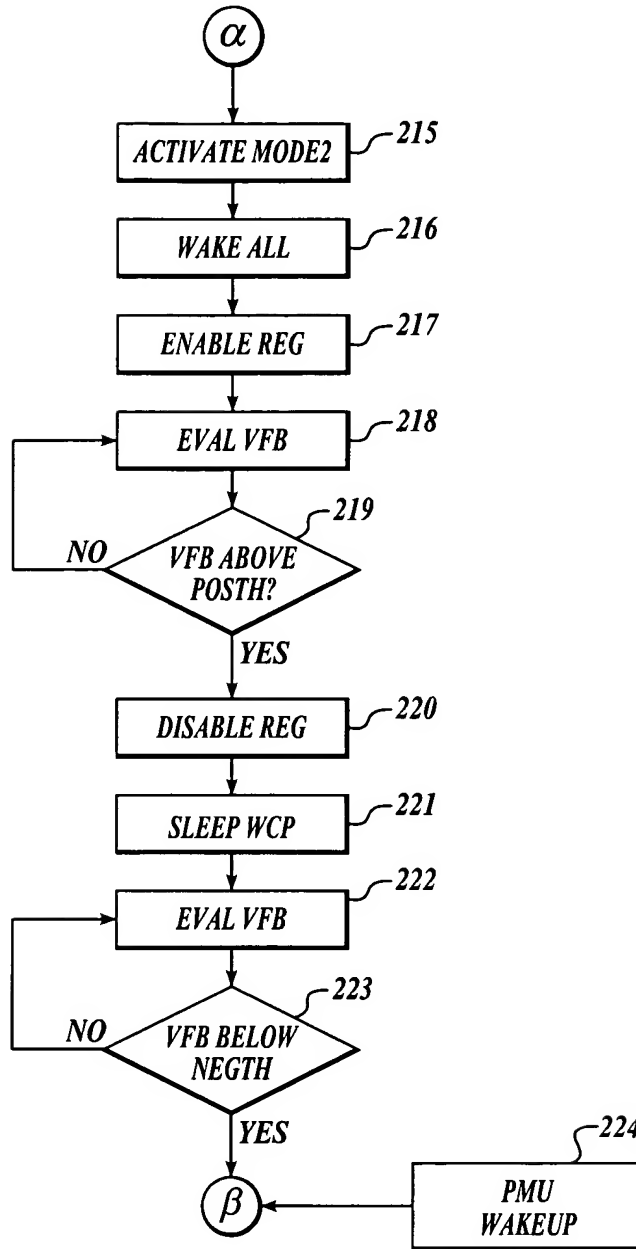 α
ACTIVATE MODE2
215
WAKE ALL
216
ENABLE REG
217
EVAL VFB
218
219
NO
VFB ABOVE
POSTH?
YES
DISABLE REG
220
SLEEP WCP
221
EVAL VFB
222
223
NO
VFB BELOW
NEGTH
YES
224
β
PMU
WAKEUP